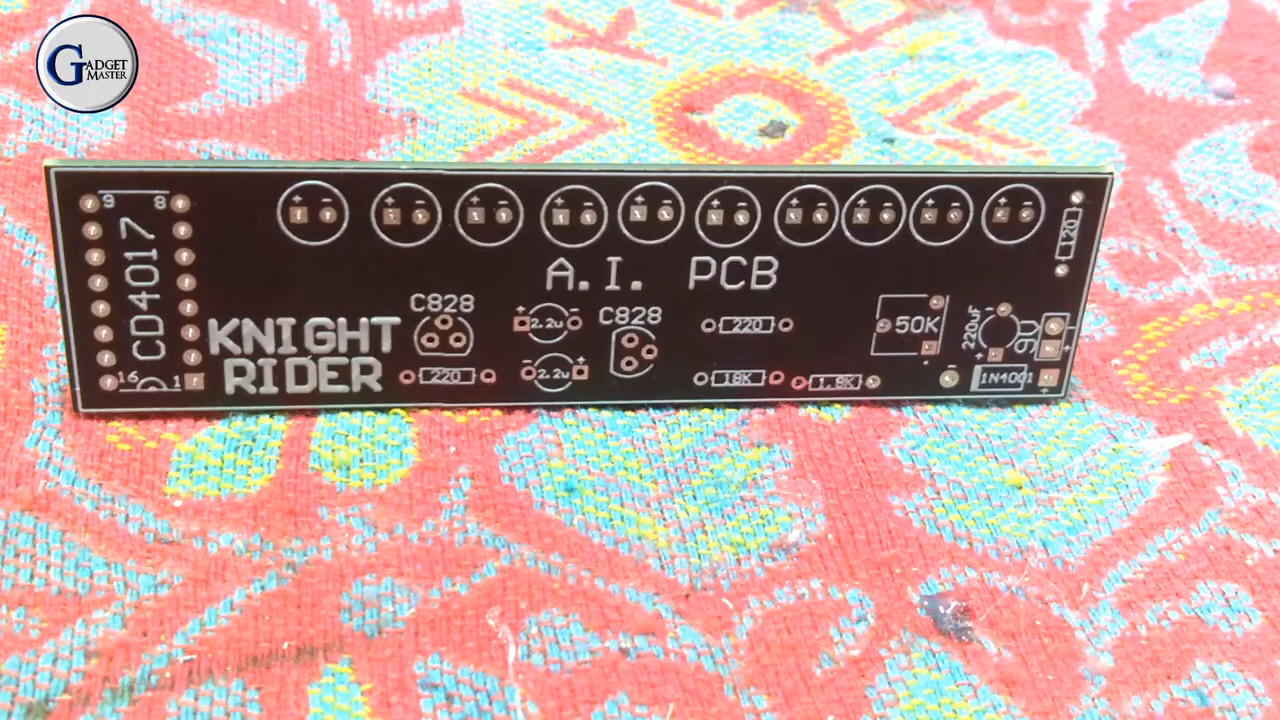 GADGET
MASTER
9 8
CD4017
16 1
+ - + - + - + - + - + - + - + - + - + -
120
A.I. PCB
KNIGHT
RIDER
C828
220
+ 2.2u -
- 2.2u +
C828
220
18K
1.8K
50K
220uF
- +
9V
- +
1N4001
+